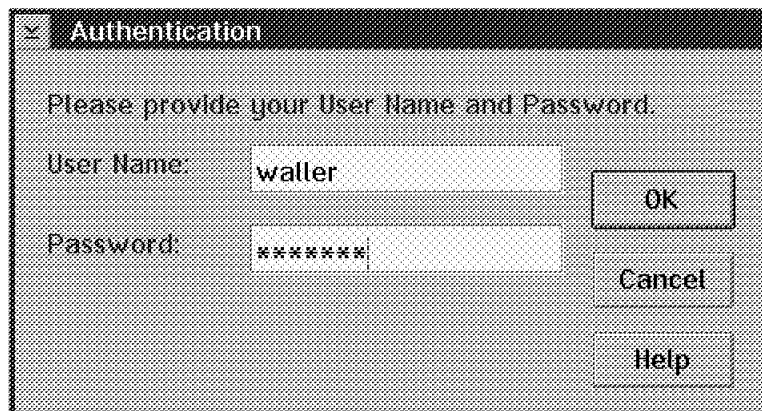 Authentication
Please provide your User Name and Password.
User Name:
waller
OK
Password:
*******
Cancel
Help